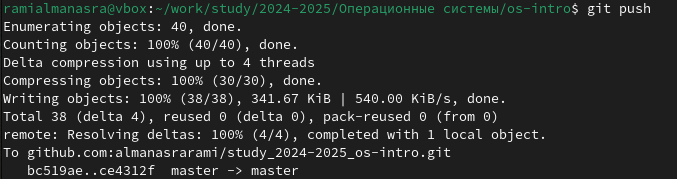 ramialmanasra@vbox:~/work/study/2024-2025/Операционные системы/os-intro$ git push
Enumerating objects: 40, done.
Counting objects: 100% (40/40), done.
Delta compression using up to 4 threads
Compressing objects: 100% (30/30), done.
Writing objects: 100% (38/38), 341.67 KiB | 540.00 KiB/s, done.
Total 38 (delta 4), reused 0 (delta 0), pack-reused 0 (from 0)
remote: Resolving deltas: 100% (4/4), completed with 1 local object.
To github.com:almanasrarami/study_2024-2025_os-intro.git
   bc519ae..ce4312f  master -> master